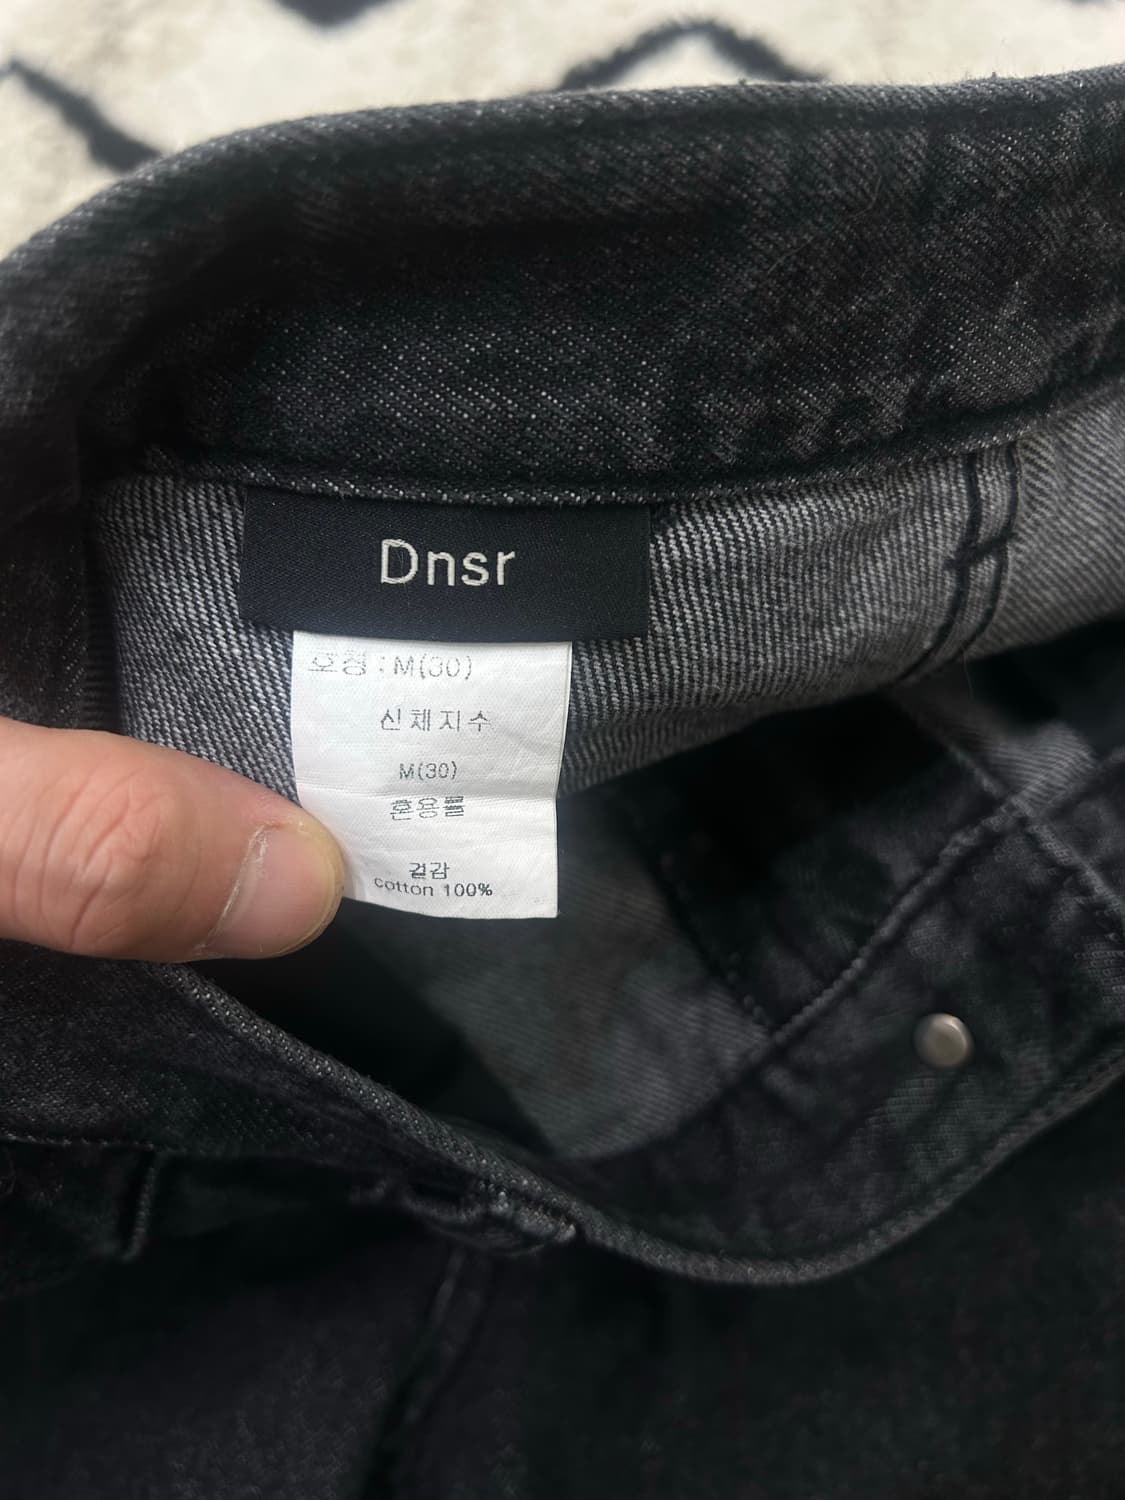 Dnsr
호칭 : M(30)
신체지수
M(30)
혼용률
겉감
cotton 100%